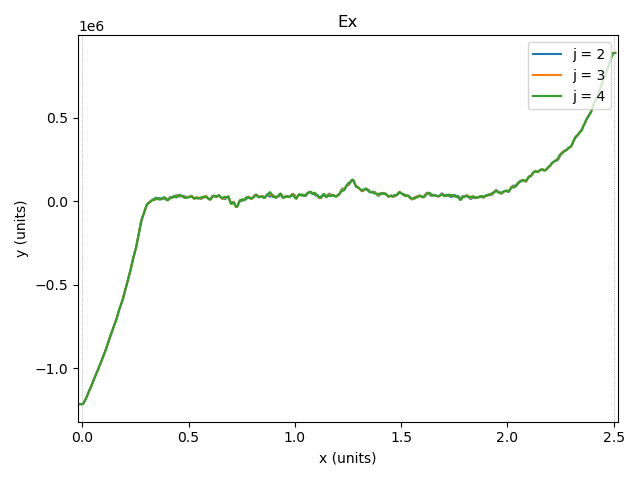 Ex
1e6
j = 2
j = 3
j = 4
0.5
0.0
−0.5
−1.0
y (units)
0.0 0.5 1.0 1.5 2.0 2.5
x (units)